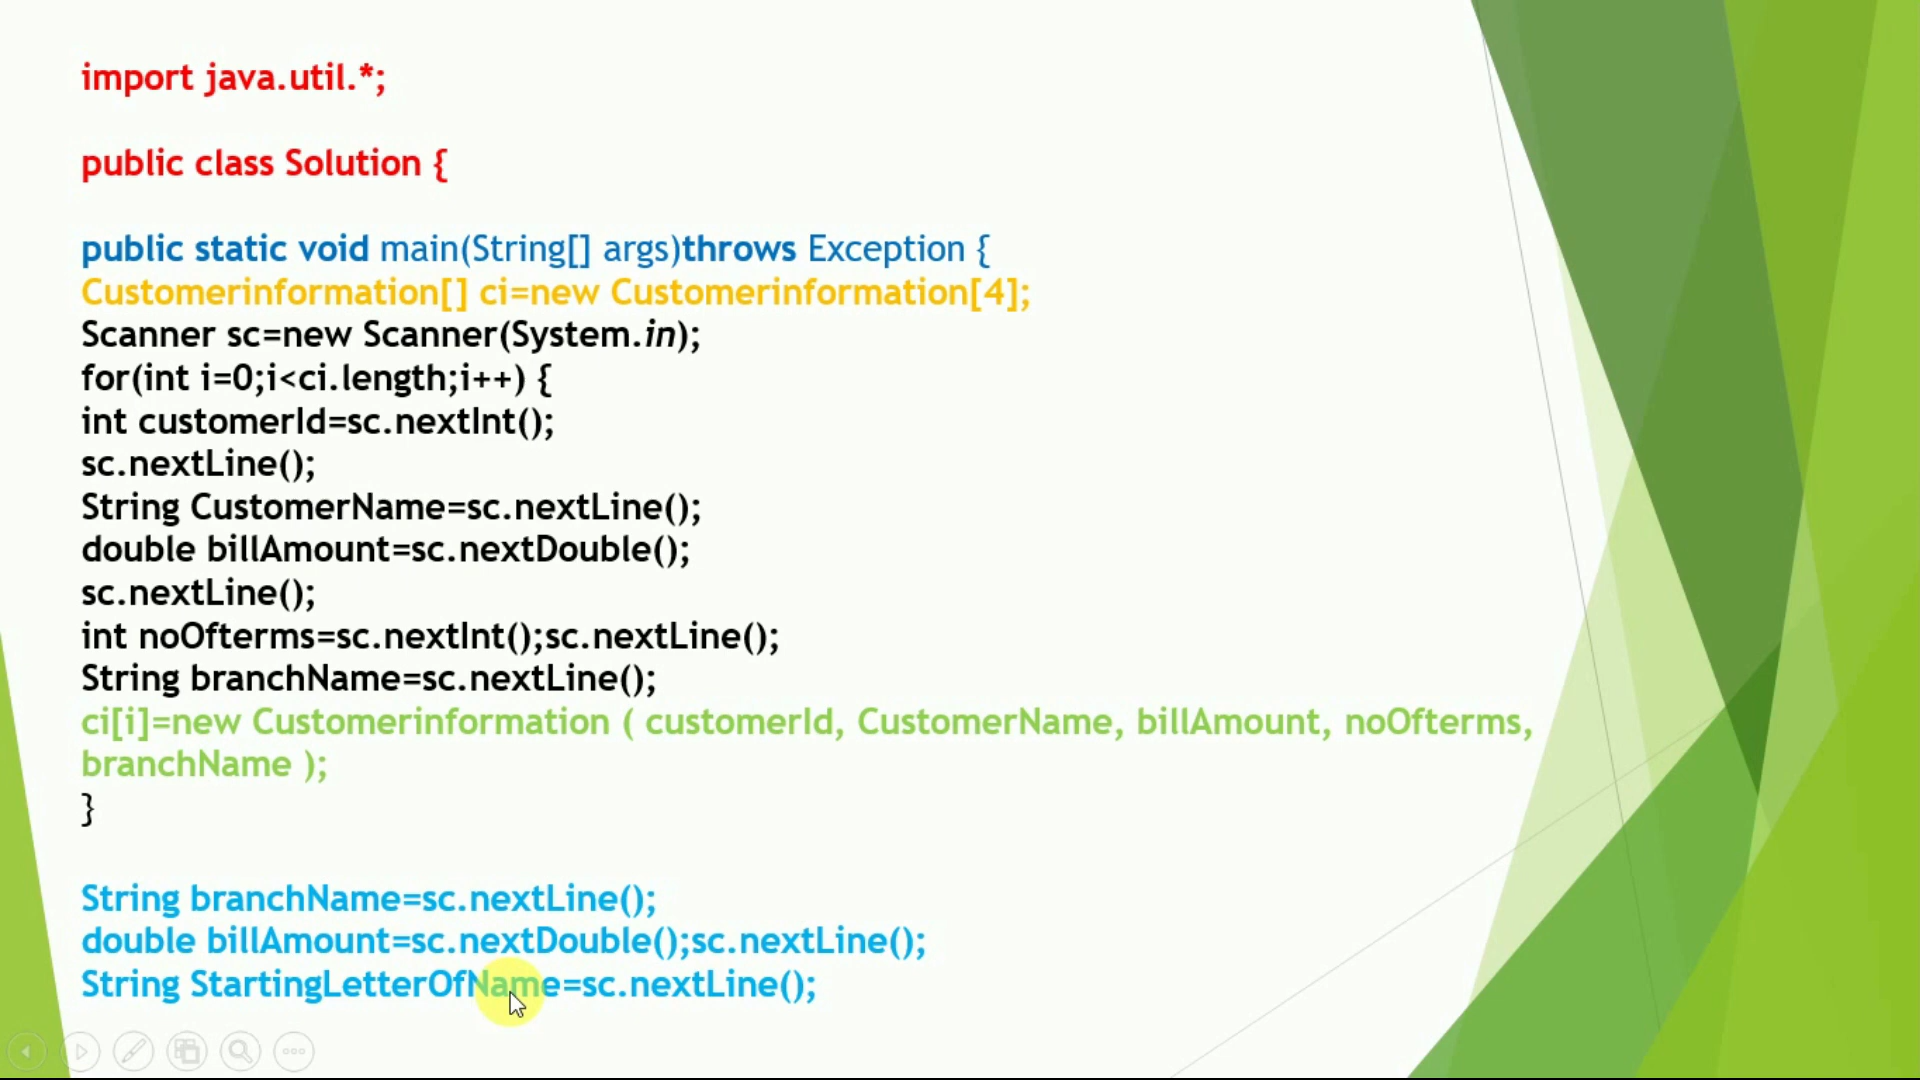 import java.util.*;
public class Solution {
public static void main(String[] args)throws Exception {
Customerinformation[] ci=new Customerinformation[4];
Scanner sc=new Scanner(System.in);
for(int i=0;i<ci.length;i++) {
int customerId=sc.nextInt();
sc.nextLine();
String CustomerName=sc.nextLine();
double billAmount=sc.nextDouble();
sc.nextLine();
int noOfterms=sc.nextInt();sc.nextLine();
String branchName=sc.nextLine();
ci[i]=new Customerinformation ( customerId, CustomerName, billAmount, noOfterms,
branchName );
}
String branchName=sc.nextLine();
double billAmount=sc.nextDouble();sc.nextLine();
String StartingLetterOfName=sc.nextLine();